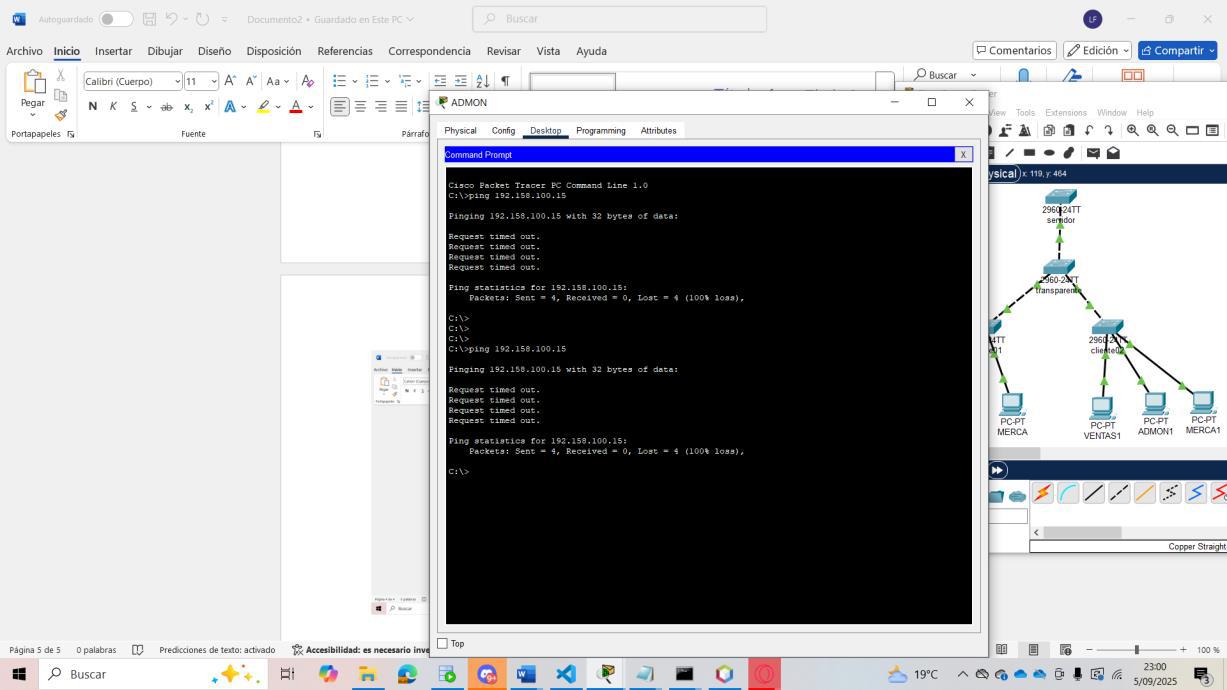 Autoguardado
Documento2 • Guardado en Este PC
Buscar
LF
Archivo Inicio Insertar Dibujar Diseño Disposición Referencias Correspondencia Revisar Vista Ayuda
Comentarios Edición Compartir
Pegar
Calibri (Cuerpo) 11
Buscar
Portapapeles Fuente Párrafo
ADMON
Physical Config Desktop Programming Attributes
Command Prompt X
Cisco Packet Tracer PC Command Line 1.0
C:\>ping 192.158.100.15
Pinging 192.158.100.15 with 32 bytes of data:
Request timed out.
Request timed out.
Request timed out.
Request timed out.
Ping statistics for 192.158.100.15:
Packets: Sent = 4, Received = 0, Lost = 4 (100% loss),
C:\>
C:\>
C:\>
C:\>ping 192.158.100.15
Pinging 192.158.100.15 with 32 bytes of data:
Request timed out.
Request timed out.
Request timed out.
Request timed out.
Ping statistics for 192.158.100.15:
Packets: Sent = 4, Received = 0, Lost = 4 (100% loss),
C:\>
Top
View Tools Extensions Window Help
x: 119, y: 464
2960-24TT
servidor
2960-24TT
transparente
2960-24TT
cliente02
PC-PT
MERCA
PC-PT
VENTAS1
PC-PT
ADMON1
PC-PT
MERCA1
Copper Straight
Página 5 de 5 0 palabras Predicciones de texto: activado Accesibilidad: es necesario inve
100 %
Buscar
19°C
23:00
5/09/2025
3